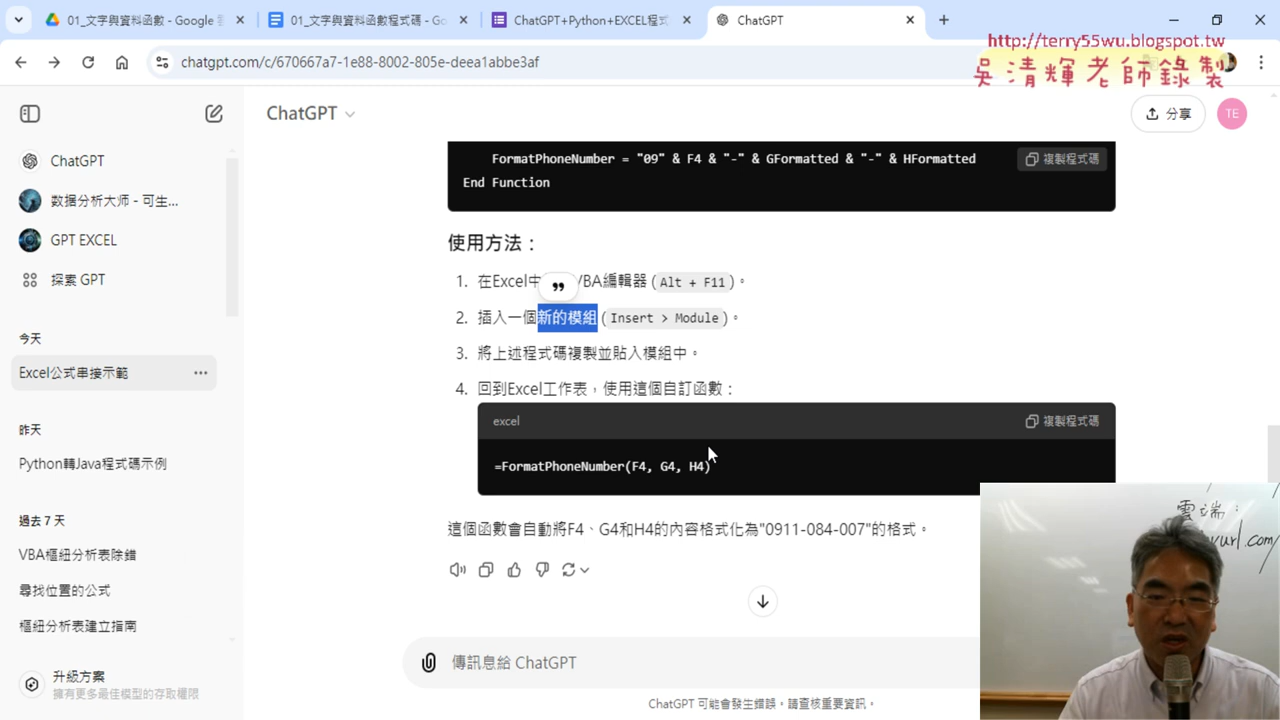 01_文字與資料函數 - Google 雲
01_文字與資料函數程式碼 - Go
ChatGPT+Python+EXCEL程式
ChatGPT
http://terry55wu.blogspot.tw
吳清輝老師錄製
chatgpt.com/c/670667a7-1e88-8002-805e-deea1abbe3af
ChatGPT
分享
TE
ChatGPT
数据分析大师 - 可生...
GPT EXCEL
探索 GPT
今天
Excel公式串接示範
昨天
Python轉Java程式碼示例
過去 7 天
VBA樞紐分析表除錯
尋找位置的公式
樞紐分析表建立指南
升級方案
擁有更多最佳模型的存取權限
FormatPhoneNumber = "09" & F4 & "-" & GFormatted & "-" & HFormatted
複製程式碼
End Function
使用方法：
1. 在Excel中 /BA編輯器 (Alt + F11)。
2. 插入一個新的模組 (Insert > Module)。
3. 將上述程式碼複製並貼入模組中。
4. 回到Excel工作表，使用這個自訂函數：
excel
複製程式碼
=FormatPhoneNumber(F4, G4, H4)
這個函數會自動將F4、G4和H4的內容格式化為"0911-084-007"的格式。
傳訊息給 ChatGPT
ChatGPT 可能會發生錯誤。請查核重要資訊。
雲端:
yurl.com/